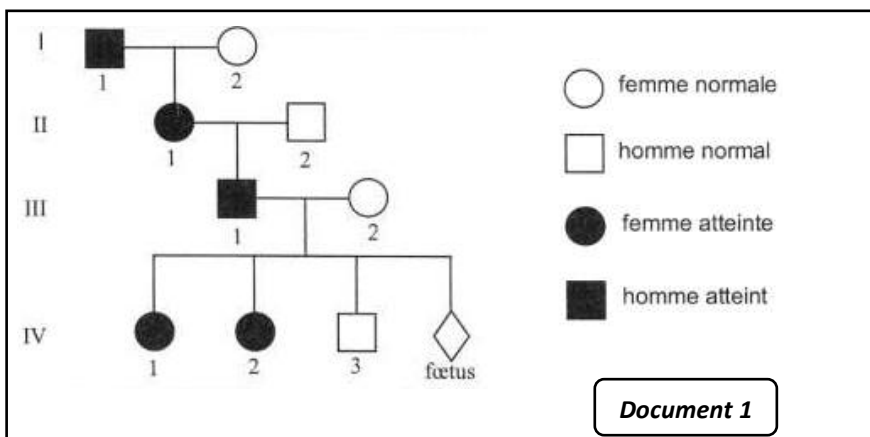 I
1
2
femme normale
II
1
2
homme normal
III
1
2
femme atteinte
homme atteint
IV
1
2
3
fœtus
Document 1